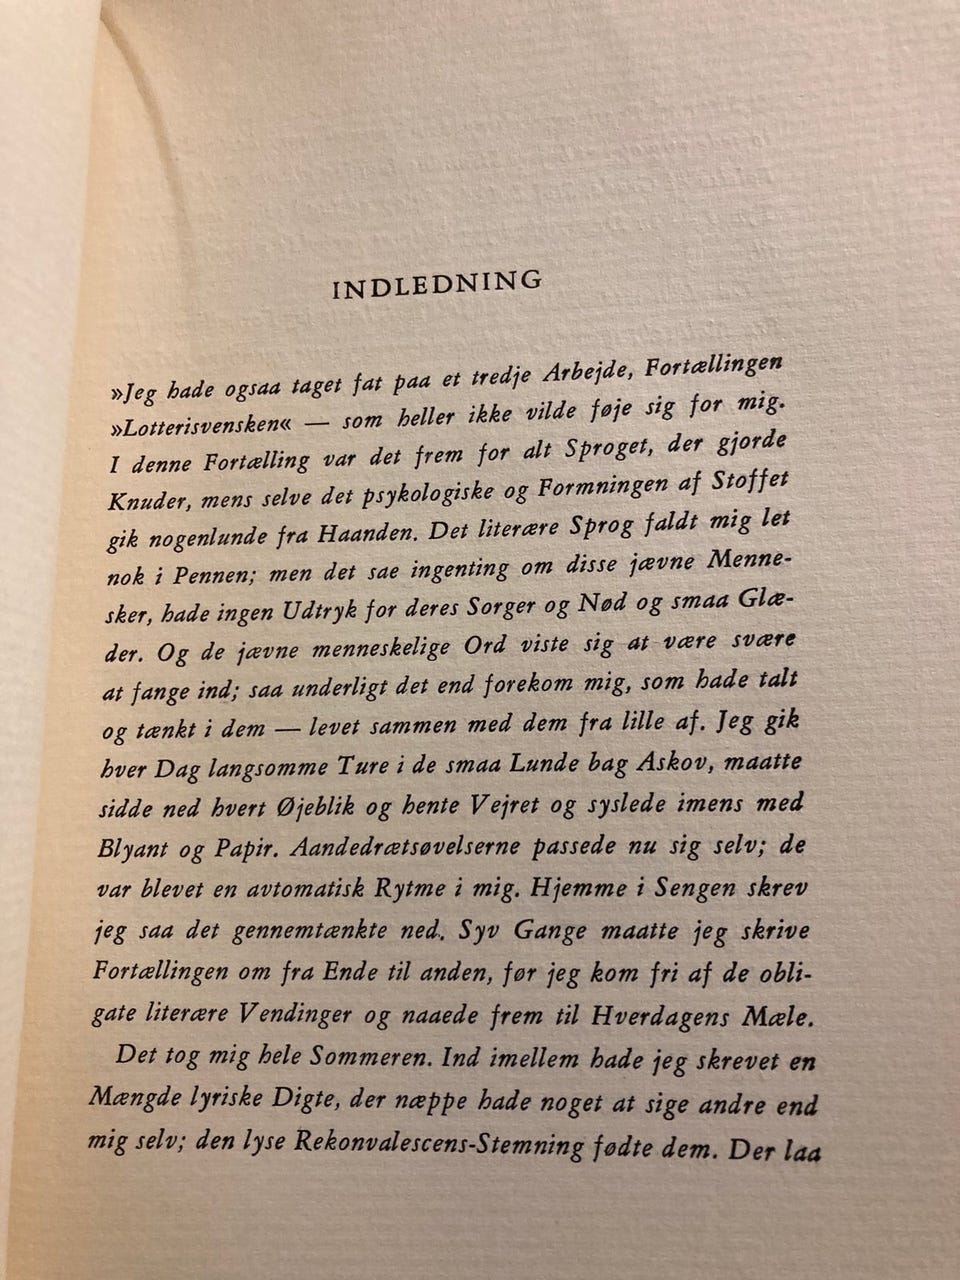 INDLEDNING
»Jeg hade ogsaa taget fat paa et tredje Arbejde, Fortællingen
»Lotterisvensken« — som heller ikke vilde føje sig for mig.
I denne Fortælling var det frem for alt Sproget, der gjorde
Knuder, mens selve det psykologiske og Formningen af Stoffet
gik nogenlunde fra Haanden. Det literære Sprog faldt mig let
nok i Pennen; men det sae ingenting om disse jævne Menne-
sker, hade ingen Udtryk for deres Sorger og Nød og smaa Glæ-
der. Og de jævne menneskelige Ord viste sig at være svære
at fange ind; saa underligt det end forekom mig, som hade talt
og tænkt i dem — levet sammen med dem fra lille af. Jeg gik
hver Dag langsomme Ture i de smaa Lunde bag Askov, maatte
sidde ned hvert Øjeblik og hente Vejret og syslede imens med
Blyant og Papir. Aandedrætsøvelserne passede nu sig selv; de
var blevet en avtomatisk Rytme i mig. Hjemme i Sengen skrev
jeg saa det gennemtænkte ned. Syv Gange maatte jeg skrive
Fortællingen om fra Ende til anden, før jeg kom fri af de obli-
gate literære Vendinger og naaede frem til Hverdagens Mæle.
Det tog mig hele Sommeren. Ind imellem hade jeg skrevet en
Mængde lyriske Digte, der næppe hade noget at sige andre end
mig selv; den lyse Rekonvalescens-Stemning fødte dem. Der laa